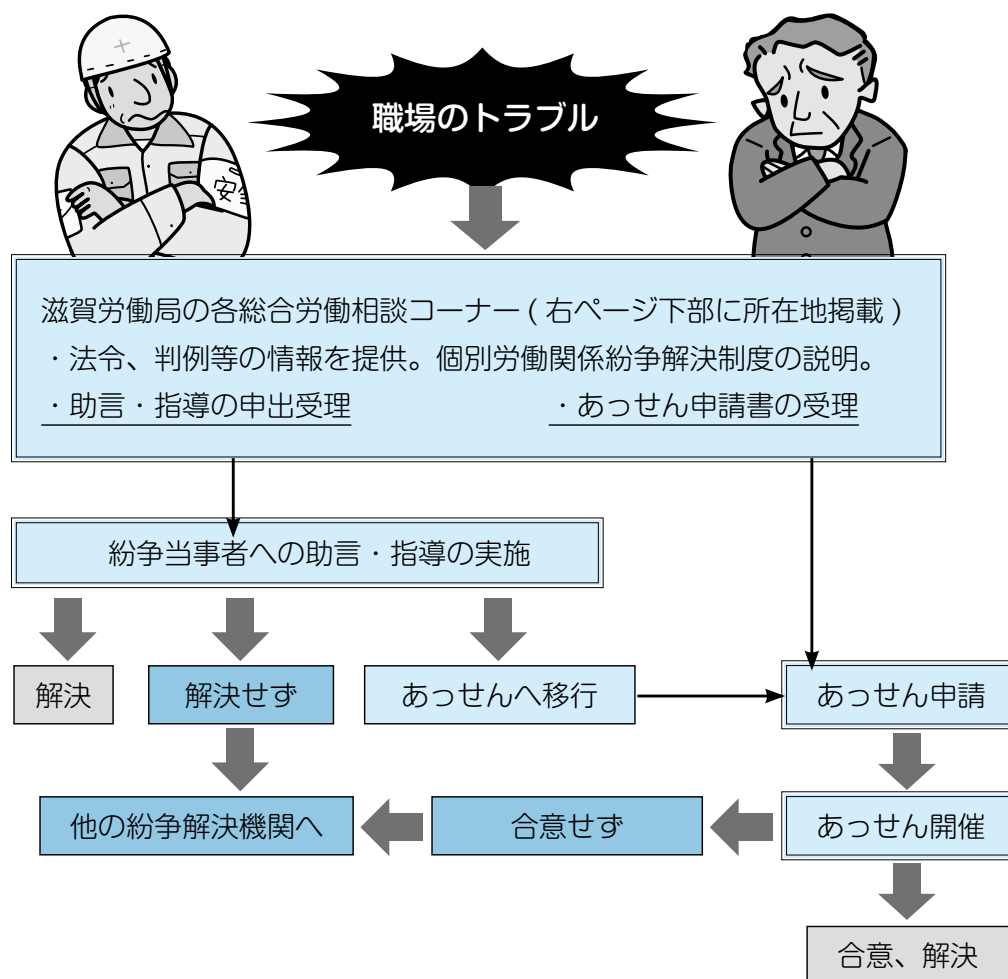 職場のトラブル
安全
滋賀労働局の各総合労働相談コーナー ( 右ページ下部に所在地掲載 )
・法令、判例等の情報を提供。個別労働関係紛争解決制度の説明。
・助言・指導の申出受理　・あっせん申請書の受理
紛争当事者への助言・指導の実施
解決　解決せず　あっせんへ移行　あっせん申請
他の紛争解決機関へ　合意せず　あっせん開催
合意、解決